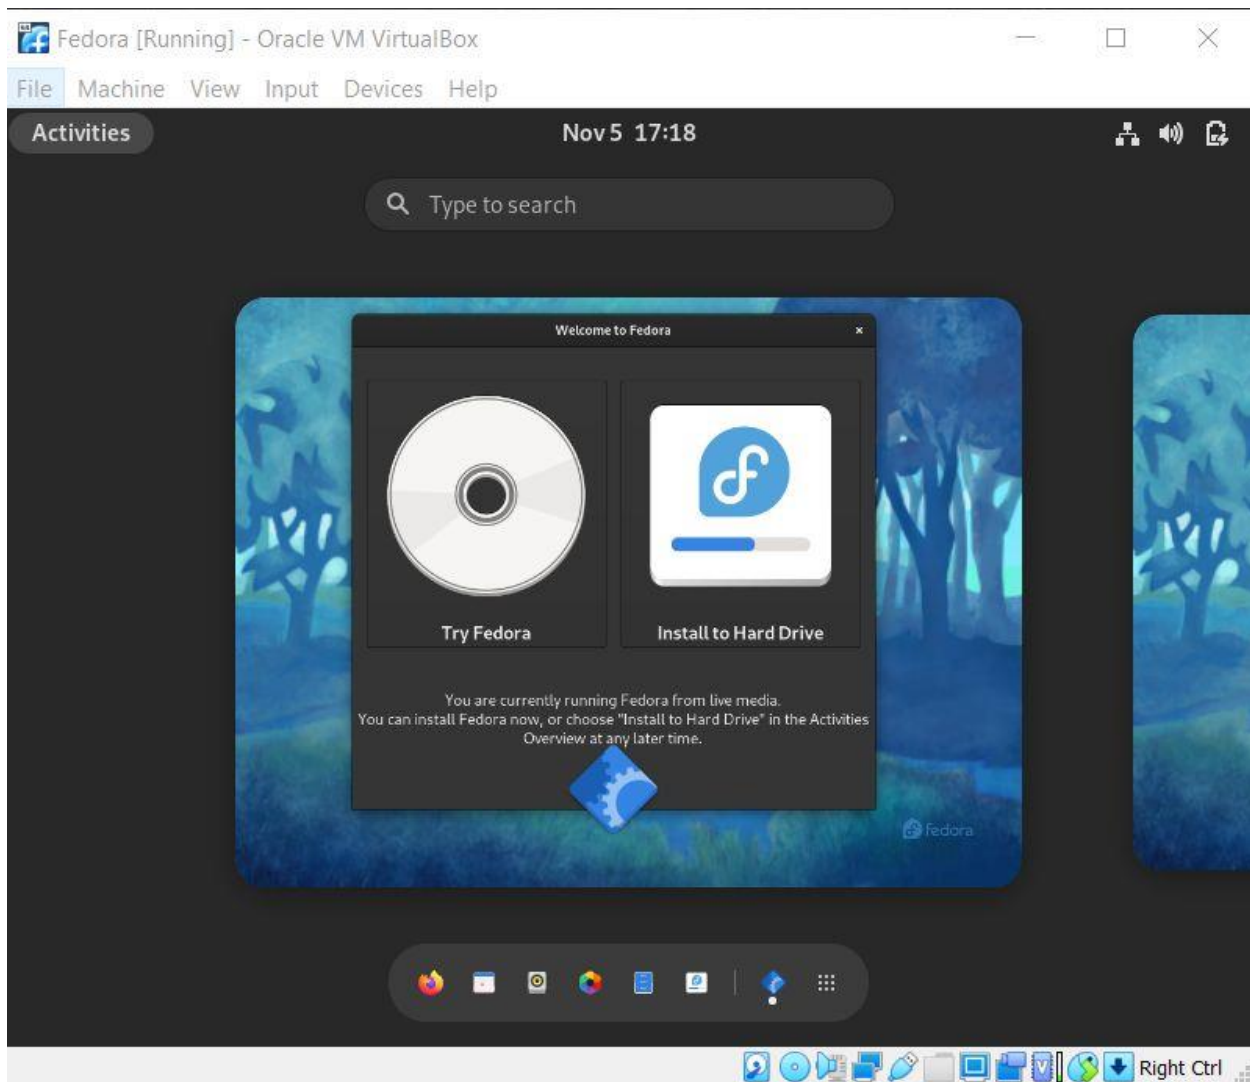 Fedora [Running] - Oracle VM VirtualBox
File Machine View Input Devices Help
Activities
Nov 5 17:18
Type to search
Welcome to Fedora
Try Fedora
Install to Hard Drive
You are currently running Fedora from live media.
You can install Fedora now, or choose "Install to Hard Drive" in the Activities
Overview at any later time.
fedora
Right Ctrl